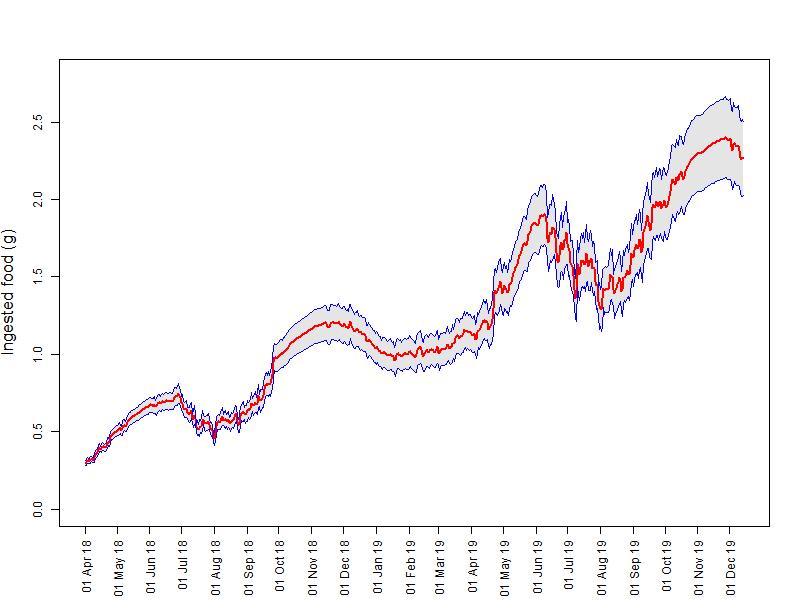 Ingested food (g)
2.5
2.0
1.5
1.0
0.5
0.0
01 Apr 18
01 May 18
01 Jun 18
01 Jul 18
01 Aug 18
01 Sep 18
01 Oct 18
01 Nov 18
01 Dec 18
01 Jan 19
01 Feb 19
01 Mar 19
01 Apr 19
01 May 19
01 Jun 19
01 Jul 19
01 Aug 19
01 Sep 19
01 Oct 19
01 Nov 19
01 Dec 19